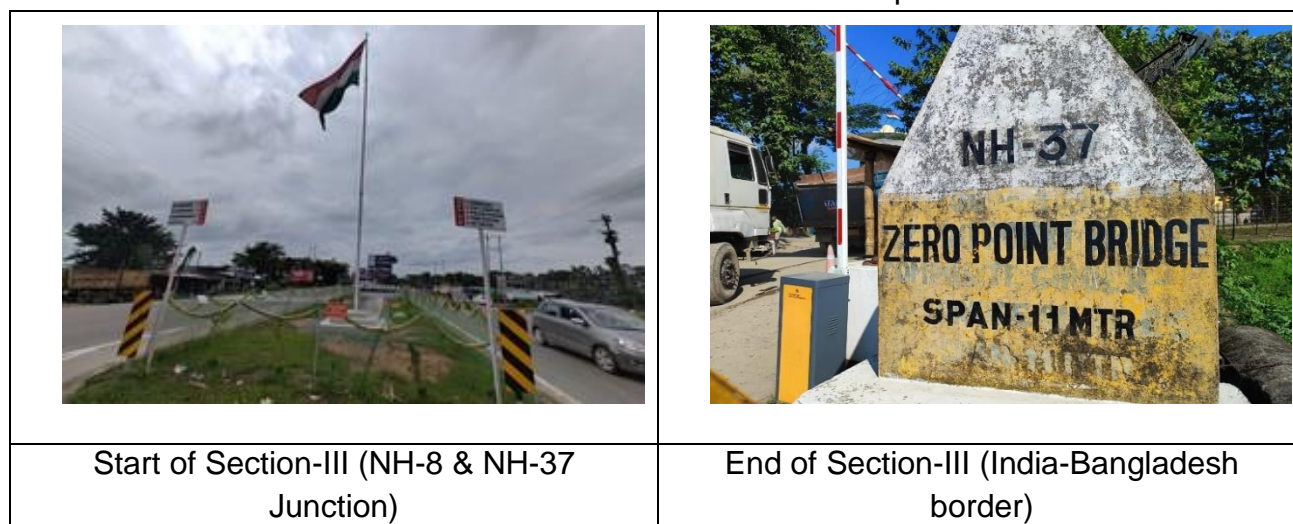 NH-37
ZERO POINT BRIDGE
SPAN-11 MTR
Start of Section-III (NH-8 & NH-37
Junction)
End of Section-III (India-Bangladesh
border)